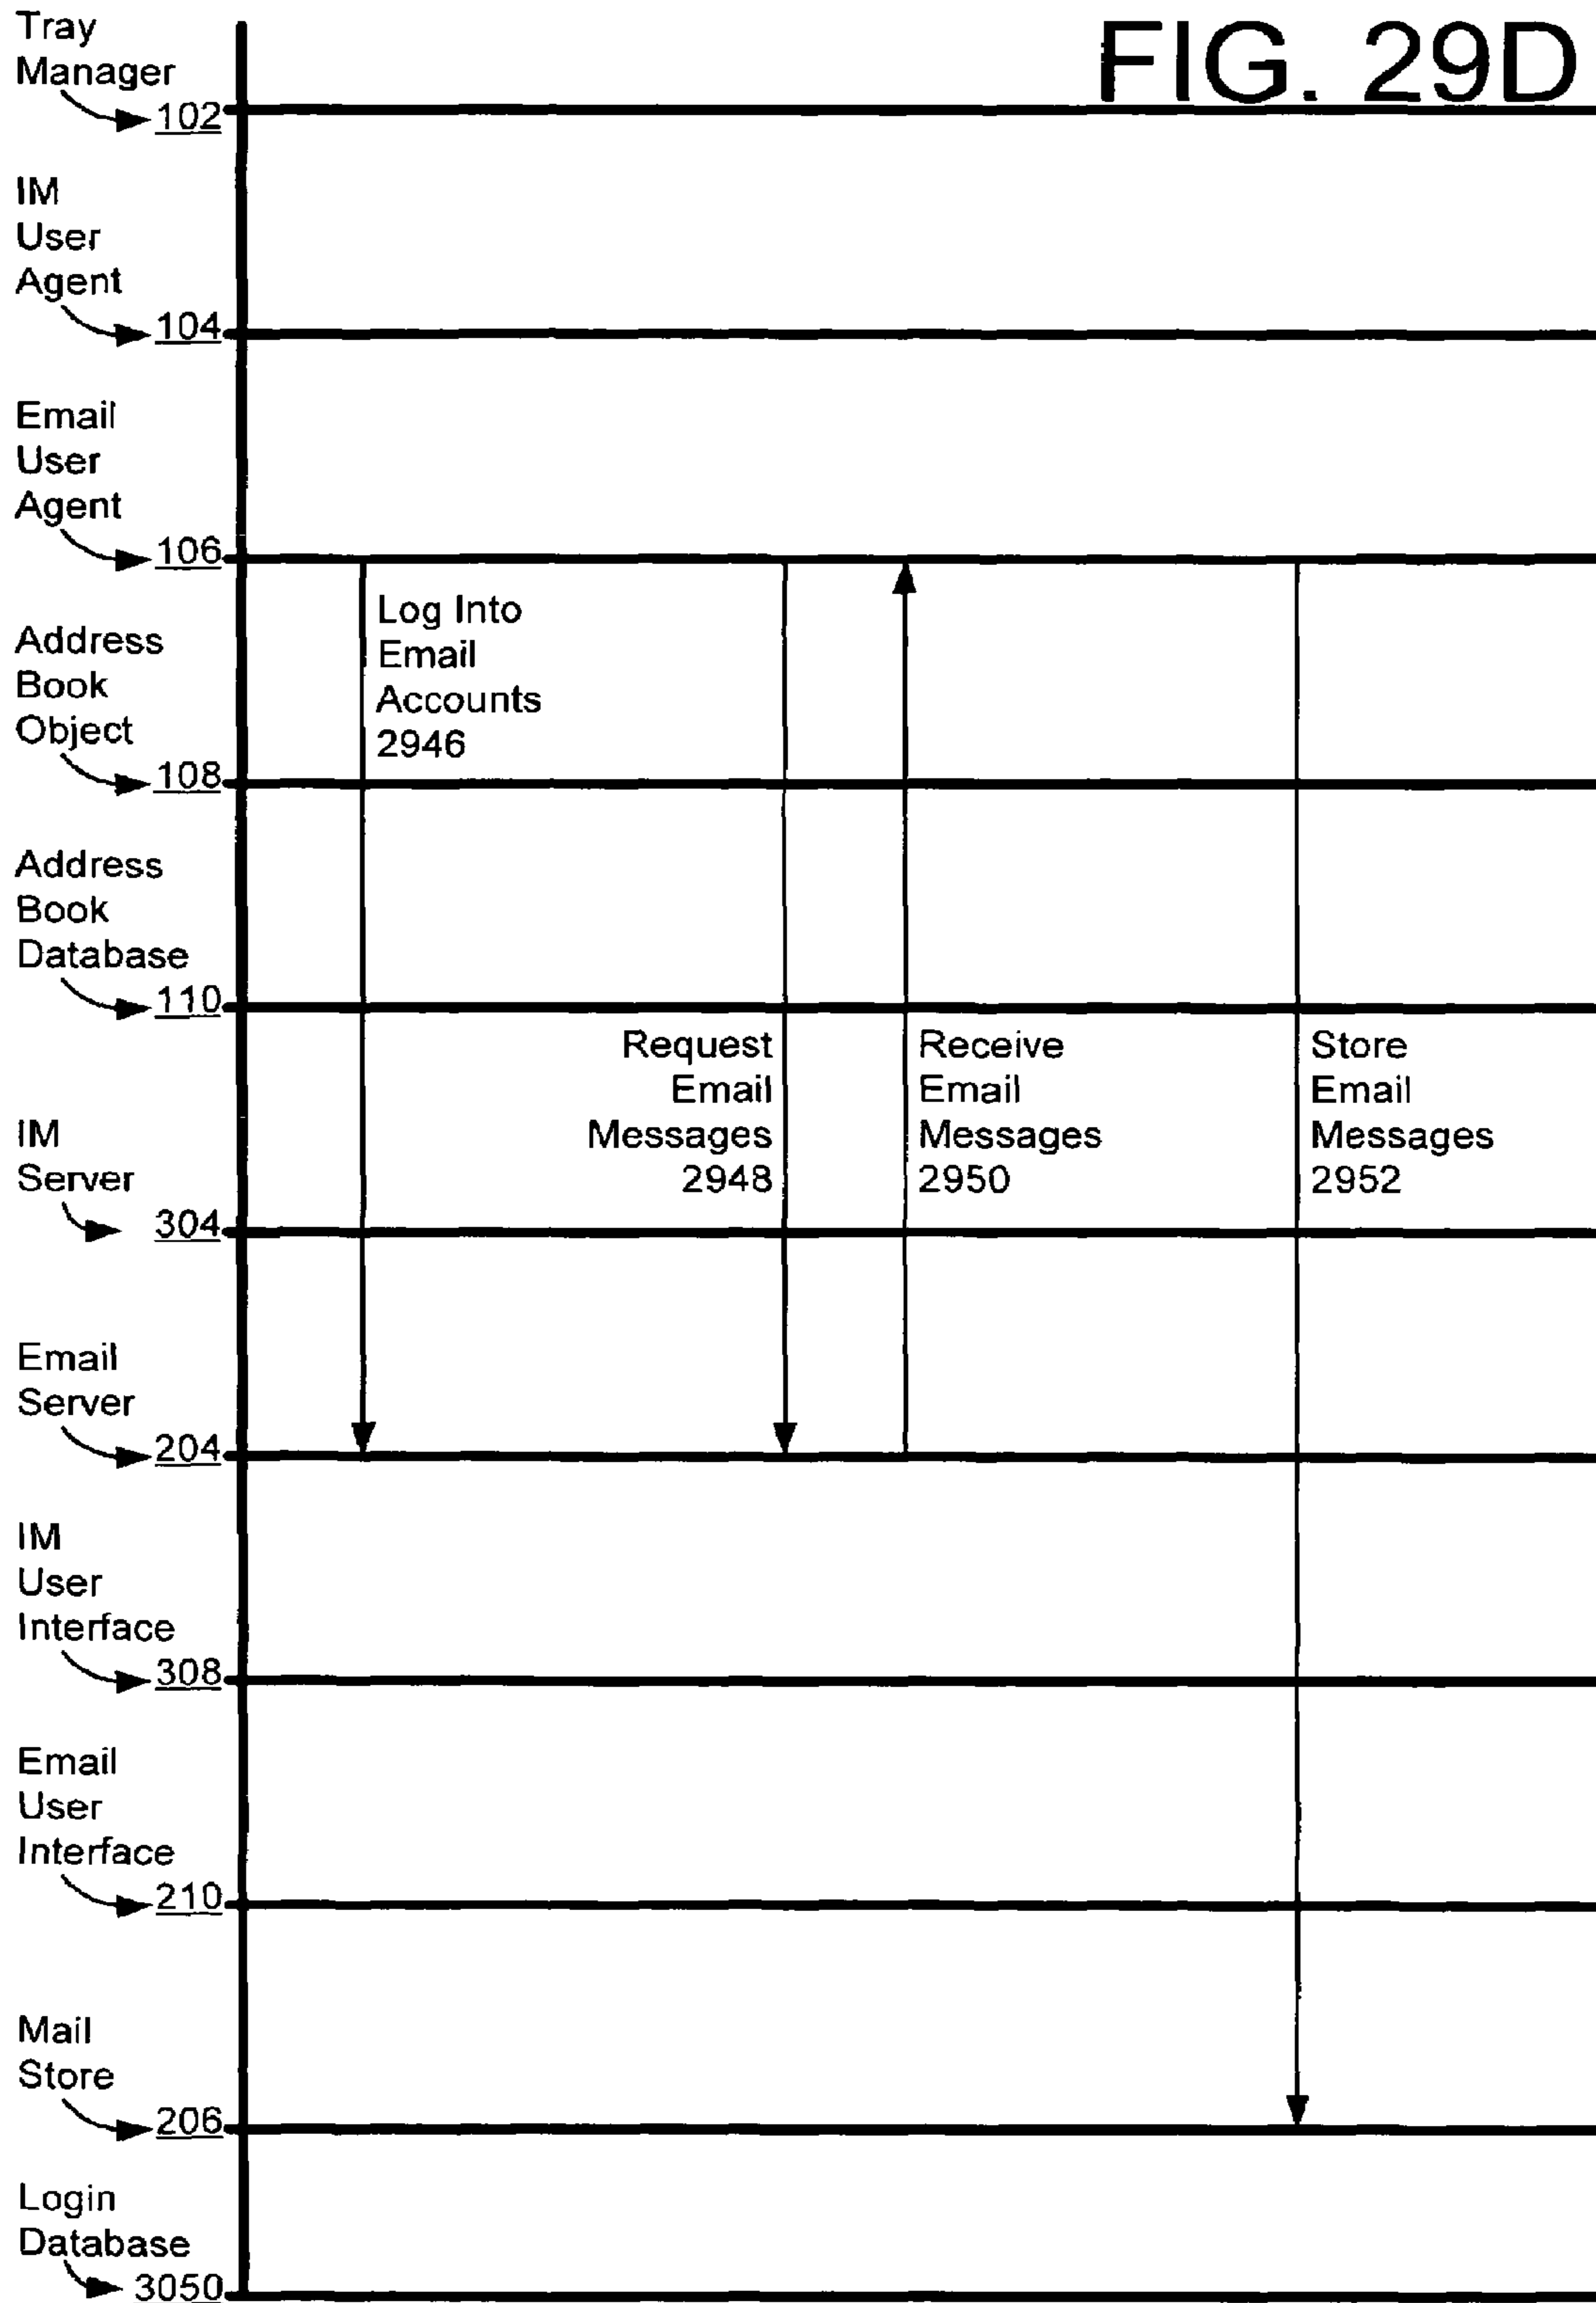 FIG. 29D
Tray
Manager
102
IM
User
Agent
104
Email
User
Agent
106
Log Into
Email
Accounts
2946
Address
Book
Object
108
Address
Book
Database
110
Request
Email
Messages
2948
Receive
Email
Messages
2950
Store
Email
Messages
2952
IM
Server
304
Email
Server
204
IM
User
Interface
308
Email
User
Interface
210
Mail
Store
206
Login
Database
3050